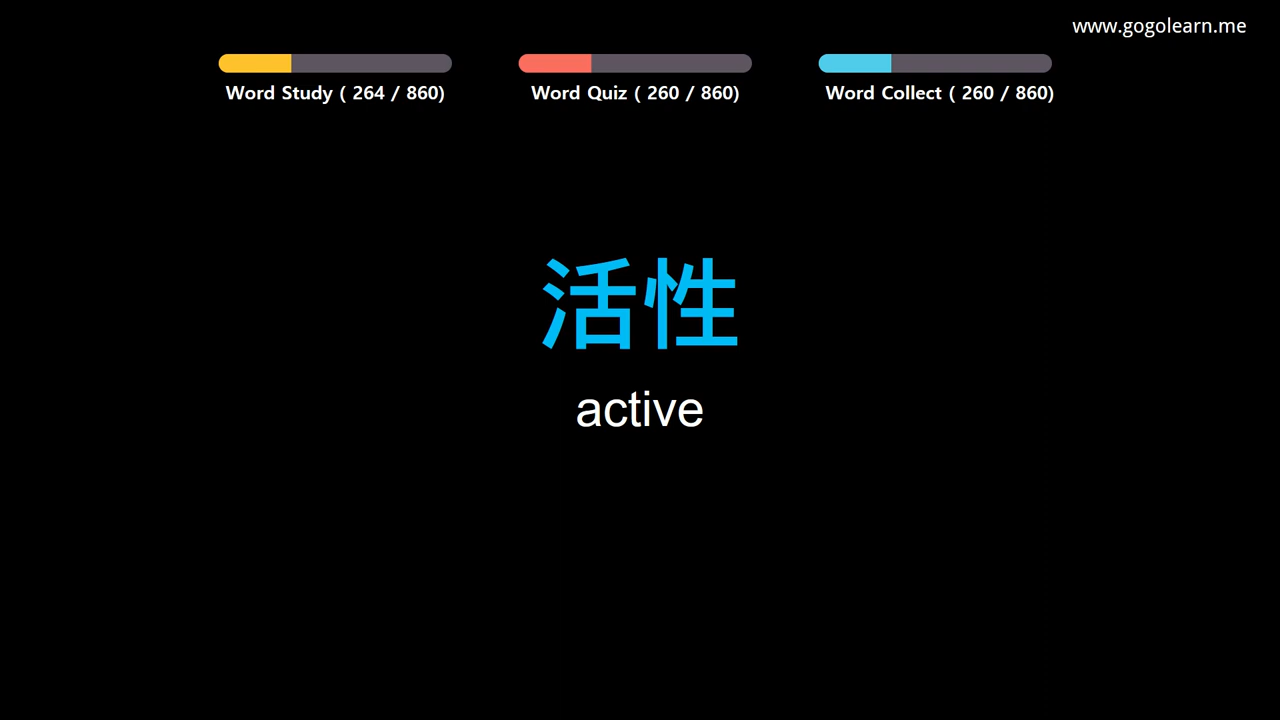 www.gogolearn.me
Word Study ( 264 / 860)
Word Quiz ( 260 / 860)
Word Collect ( 260 / 860)
活性
active